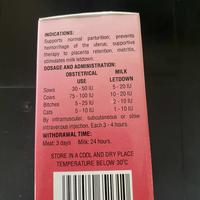 INDICATIONS:
Supports normal parturition; prevents
hemorrhage of the uterus; supportive
therapy to placenta retention, metritis,
stimulates milk letdown.
DOSAGE AND ADMINISTRATION:
OBSTETRICAL MILK
USE LETDOWN
Sows 30 - 50 IU 5 - 20 IU
Cows 75 - 100 IU 10 - 20 IU
Bitches 5 - 25 IU 2 - 10 IU
Cats 5 - 10 IU 1 - 10 IU
By intramuscular, subcutaneous or slow
intravenous injection. Each 3 - 4 hours.
WITHDRAWAL TIME:
Meat: 3 days Milk: 24 hours.
STORE IN A COOL AND DRY PLACE
TEMPERATURE BELOW 30°C